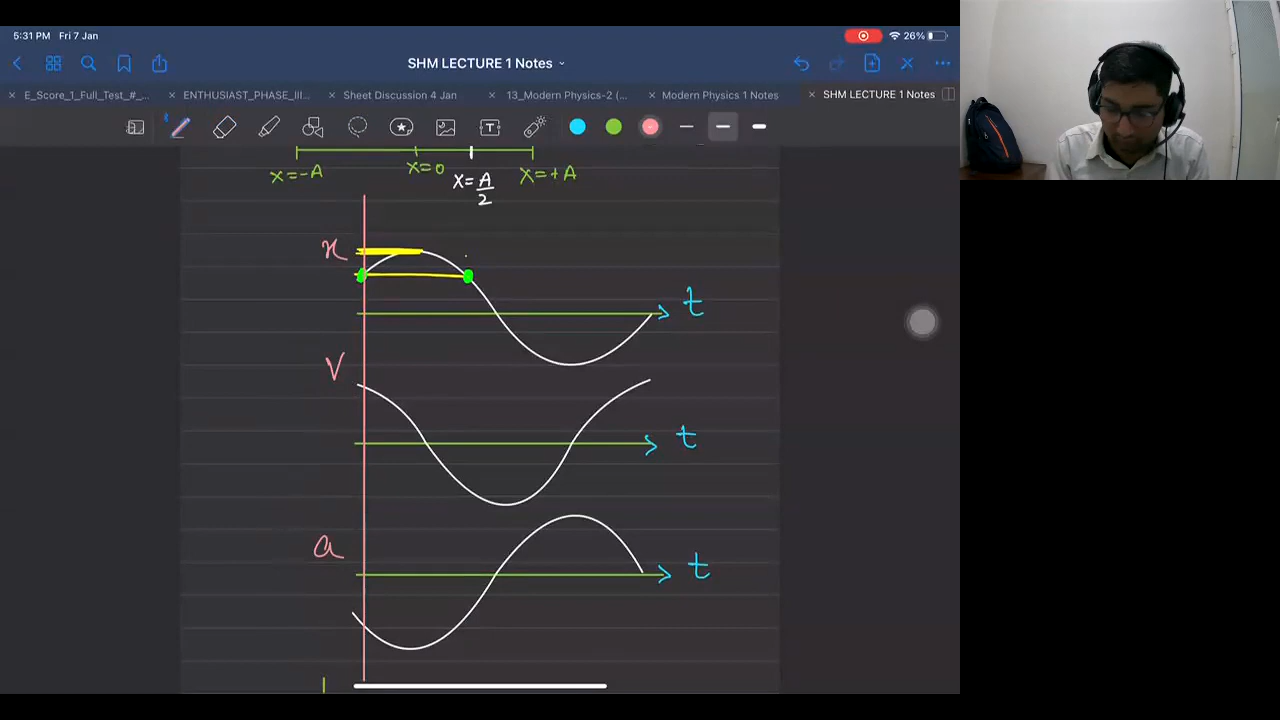 5:31 PM Fri 7 Jan
26%
SHM LECTURE 1 Notes
E_Score_1_Full_Test_#_...
ENTHUSIAST_PHASE_III...
Sheet Discussion 4 Jan
13_Modern Physics-2 (...
Modern Physics 1 Notes
SHM LECTURE 1 Notes
x=-A
x=0
x=A/2
x=+A
x
t
V
t
a
t